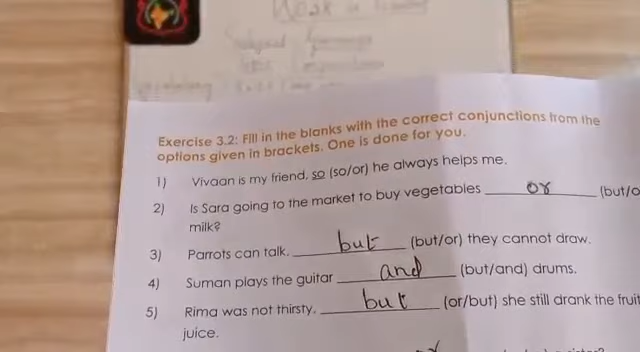 Exercise 3.2: Fill in the blanks with the correct conjunctions from the
options given in brackets. One is done for you.
1) Vivaan is my friend, so (so/or) he always helps me.
2) Is Sara going to the market to buy vegetables or (but/o
milk?
3) Parrots can talk, but (but/or) they cannot draw.
4) Suman plays the guitar and (but/and) drums.
5) Rima was not thirsty, but (or/but) she still drank the fruit
juice.